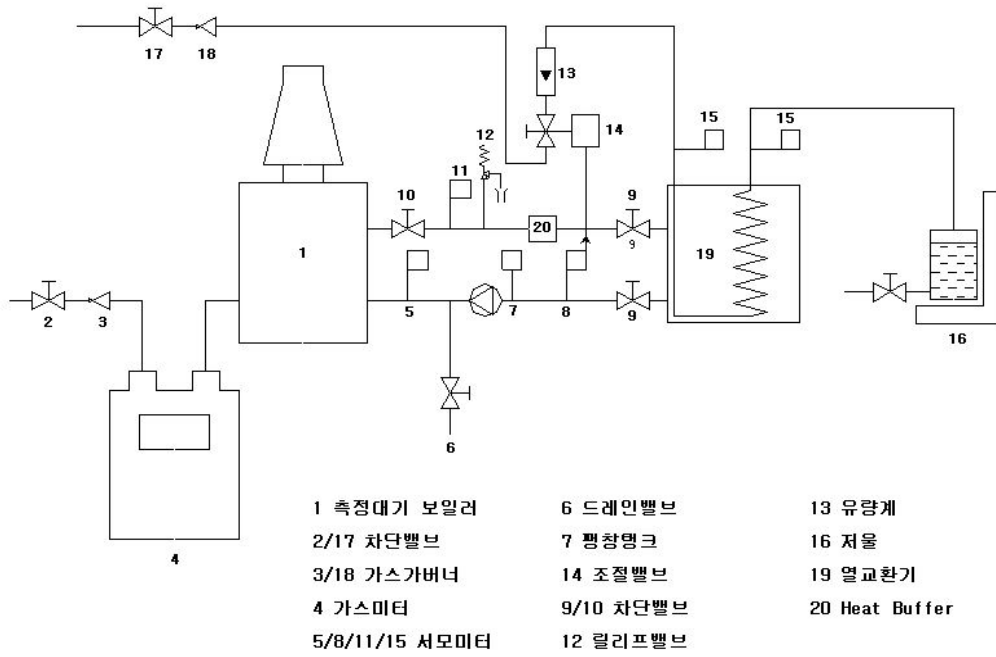 17
18
13
14
15
15
12
11
10
9
9
20
19
1
2
3
5
7
8
9
16
6
4
1 측정대기 보일러
2/17 차단밸브
3/18 가스가버너
4 가스미터
5/8/11/15 서모미터
6 드레인밸브
7 팽창탱크
14 조절밸브
9/10 차단밸브
12 릴리프밸브
13 유량계
16 저울
19 열교환기
20 Heat Buffer